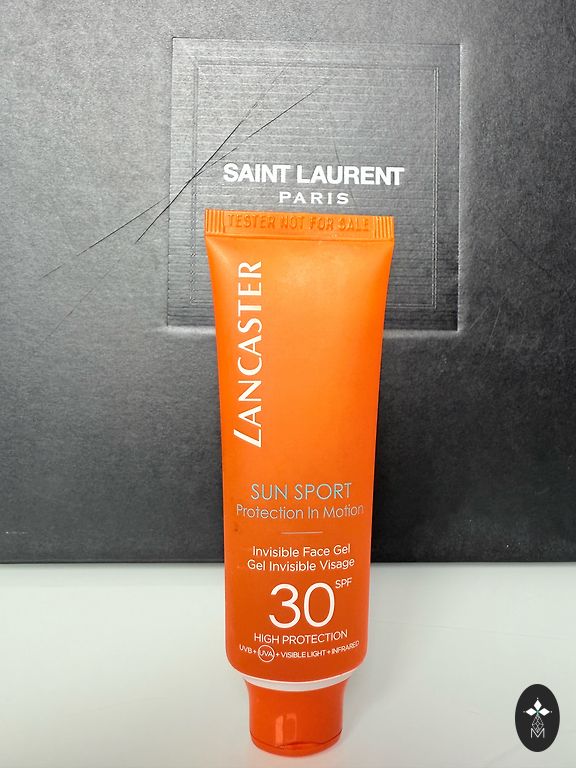 SAINT LAURENT
PARIS
TESTER NOT FOR SALE
LANCASTER
SUN SPORT
Protection In Motion
Invisible Face Gel
Gel Invisible Visage
30 SPF
HIGH PROTECTION
UVB + UVA + VISIBLE LIGHT + INFRARED
M